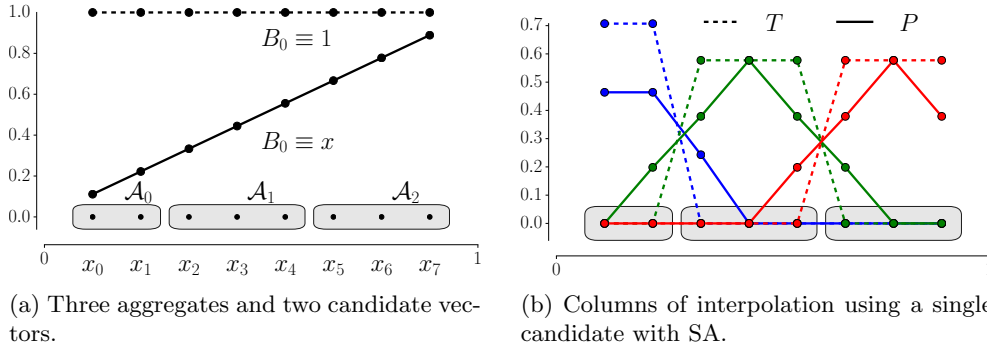 1.0
0.8
0.6
0.4
0.2
0.0
B₀ ≡ 1
B₀ ≡ x
𝒜₀ 𝒜₁ 𝒜₂
0 x₀ x₁ x₂ x₃ x₄ x₅ x₆ x₇ 1
(a) Three aggregates and two candidate vec-
tors.
T P
0.7
0.6
0.5
0.4
0.3
0.2
0.1
0.0
0
(b) Columns of interpolation using a single
candidate with SA.